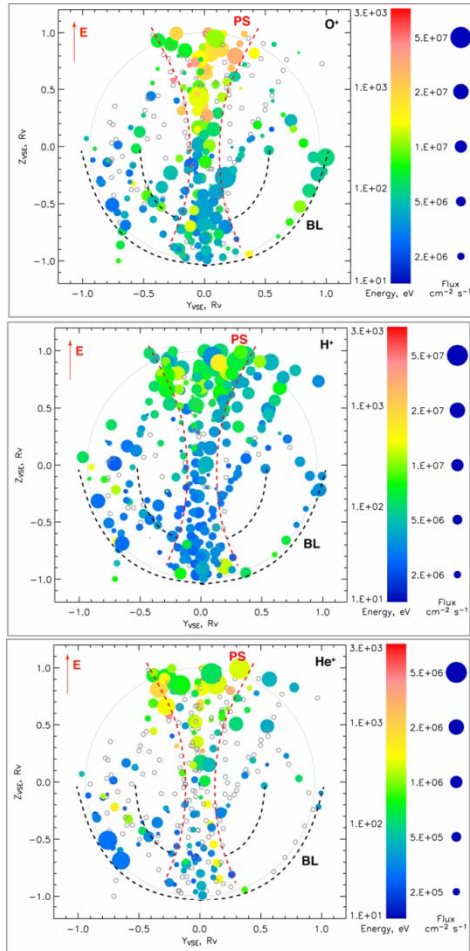 E
PS
O⁺
1.0
0.5
0.0
−0.5
−1.0
Z_VSE, Rv
BL
−1.0 −0.5 0.0 0.5 1.0
Y_VSE, Rv
3.E+03
1.E+03
1.E+02
1.E+01
Energy, eV
5.E+07
2.E+07
1.E+07
5.E+06
2.E+06
Flux
cm⁻² s⁻¹
E
PS
H⁺
1.0
0.5
0.0
−0.5
−1.0
Z_VSE, Rv
BL
−1.0 −0.5 0.0 0.5 1.0
Y_VSE, Rv
3.E+03
1.E+03
1.E+02
1.E+01
Energy, eV
5.E+07
2.E+07
1.E+07
5.E+06
2.E+06
Flux
cm⁻² s⁻¹
E
PS
He⁺
1.0
0.5
0.0
−0.5
−1.0
Z_VSE, Rv
BL
−1.0 −0.5 0.0 0.5 1.0
Y_VSE, Rv
3.E+03
1.E+03
1.E+02
1.E+01
Energy, eV
5.E+06
2.E+06
1.E+06
5.E+05
2.E+05
Flux
cm⁻² s⁻¹